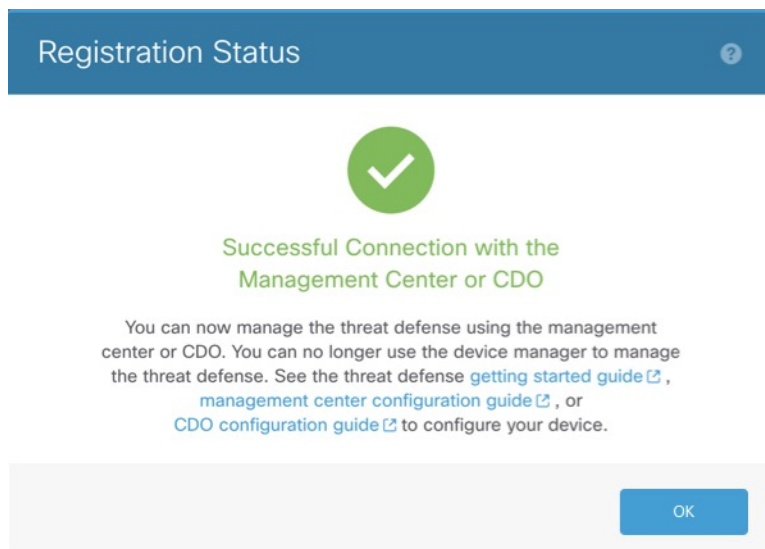 Registration Status
?
Successful Connection with the
Management Center or CDO
You can now manage the threat defense using the management
center or CDO. You can no longer use the device manager to manage
the threat defense. See the threat defense getting started guide ,
management center configuration guide , or
CDO configuration guide to configure your device.
OK